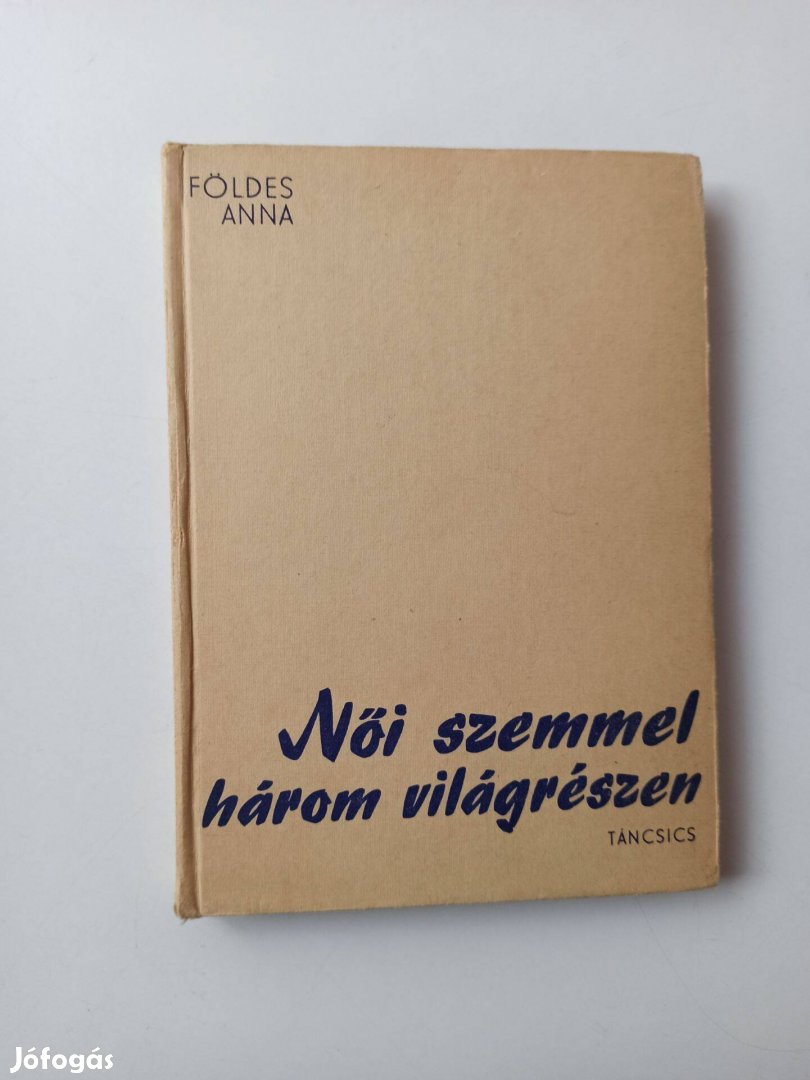 FÖLDES
ANNA
Női szemmel
három világrészen
TÁNCSICS
Jófogás